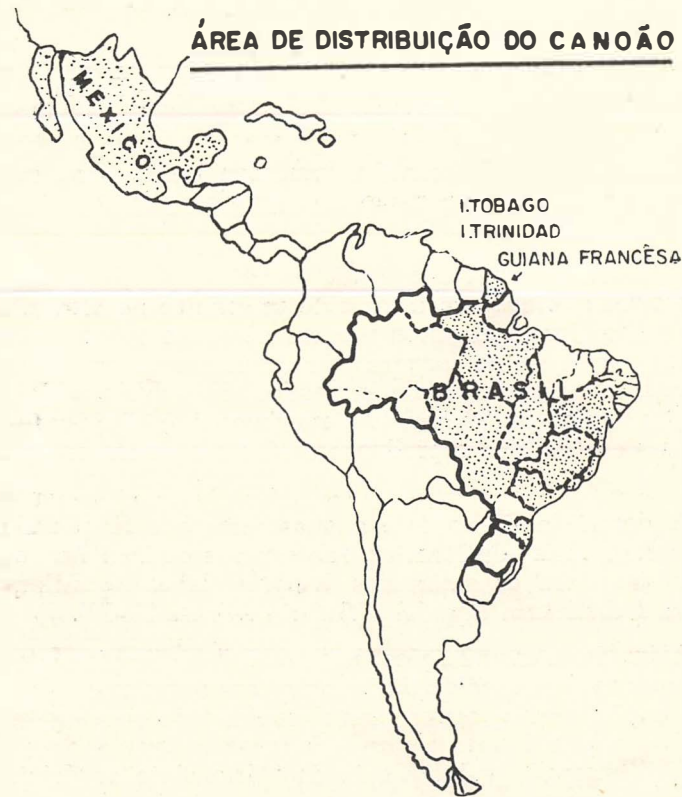 ÁREA DE DISTRIBUIÇÃO DO CANOÃO
MEXICO
I.TOBAGO
I.TRINIDAD
GUIANA FRANCÊSA
BRASIL